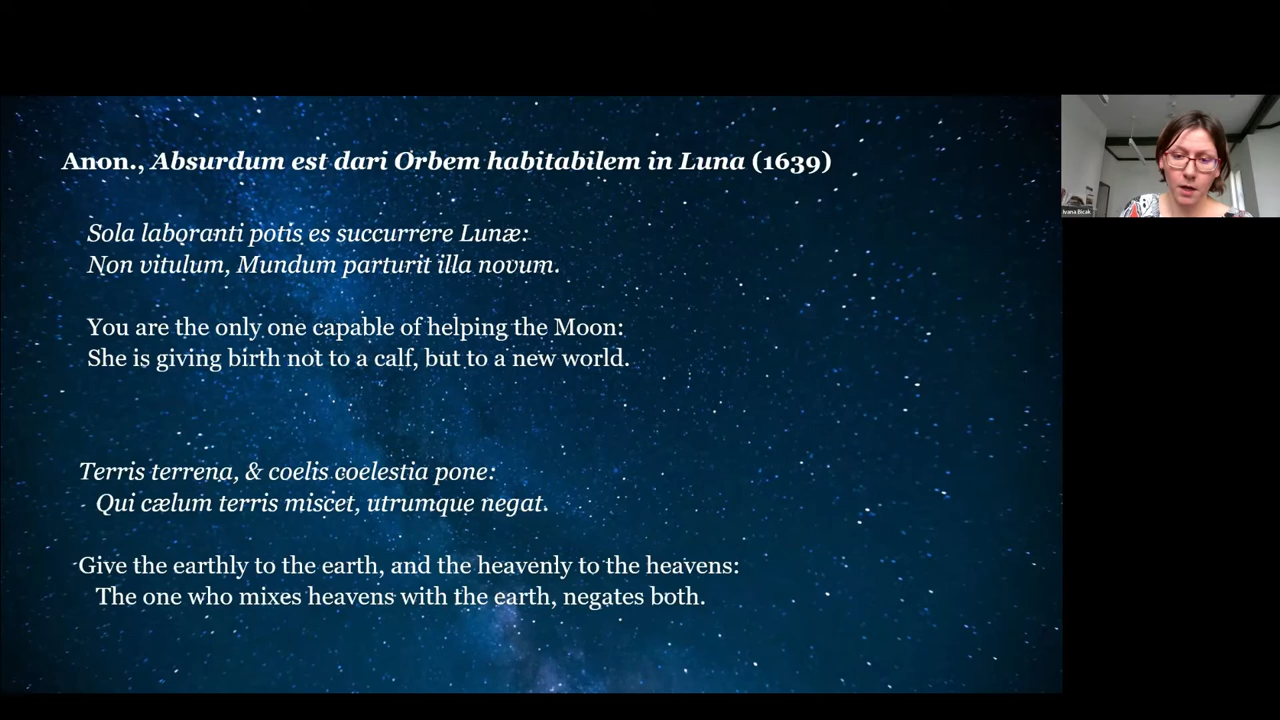 Anon., Absurdum est dari Orbem habitabilem in Luna (1639)
Sola laboranti potis es succurrere Lunæ:
Non vitulum, Mundum parturit illa novum.
You are the only one capable of helping the Moon:
She is giving birth not to a calf, but to a new world.
Terris terrena, & coelis coelestia pone:
Qui cælum terris miscet, utrumque negat.
Give the earthly to the earth, and the heavenly to the heavens:
The one who mixes heavens with the earth, negates both.
Ivana Bicak